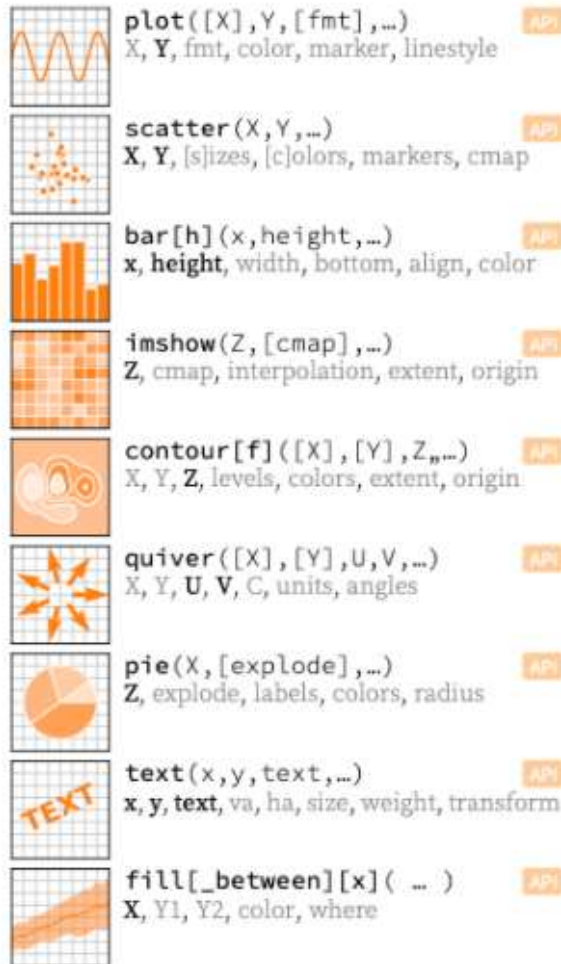 plot([X],Y,[fmt],…) API
X, Y, fmt, color, marker, linestyle
scatter(X,Y,…) API
X, Y, [s]izes, [c]olors, markers, cmap
bar[h](x,height,…) API
x, height, width, bottom, align, color
imshow(Z,[cmap],…) API
Z, cmap, interpolation, extent, origin
contour[f]([X],[Y],Z,,…) API
X, Y, Z, levels, colors, extent, origin
quiver([X],[Y],U,V,…) API
X, Y, U, V, C, units, angles
pie(X,[explode],…) API
Z, explode, labels, colors, radius
TEXT
text(x,y,text,…) API
x, y, text, va, ha, size, weight, transform
fill[_between][x]( … ) API
X, Y1, Y2, color, where